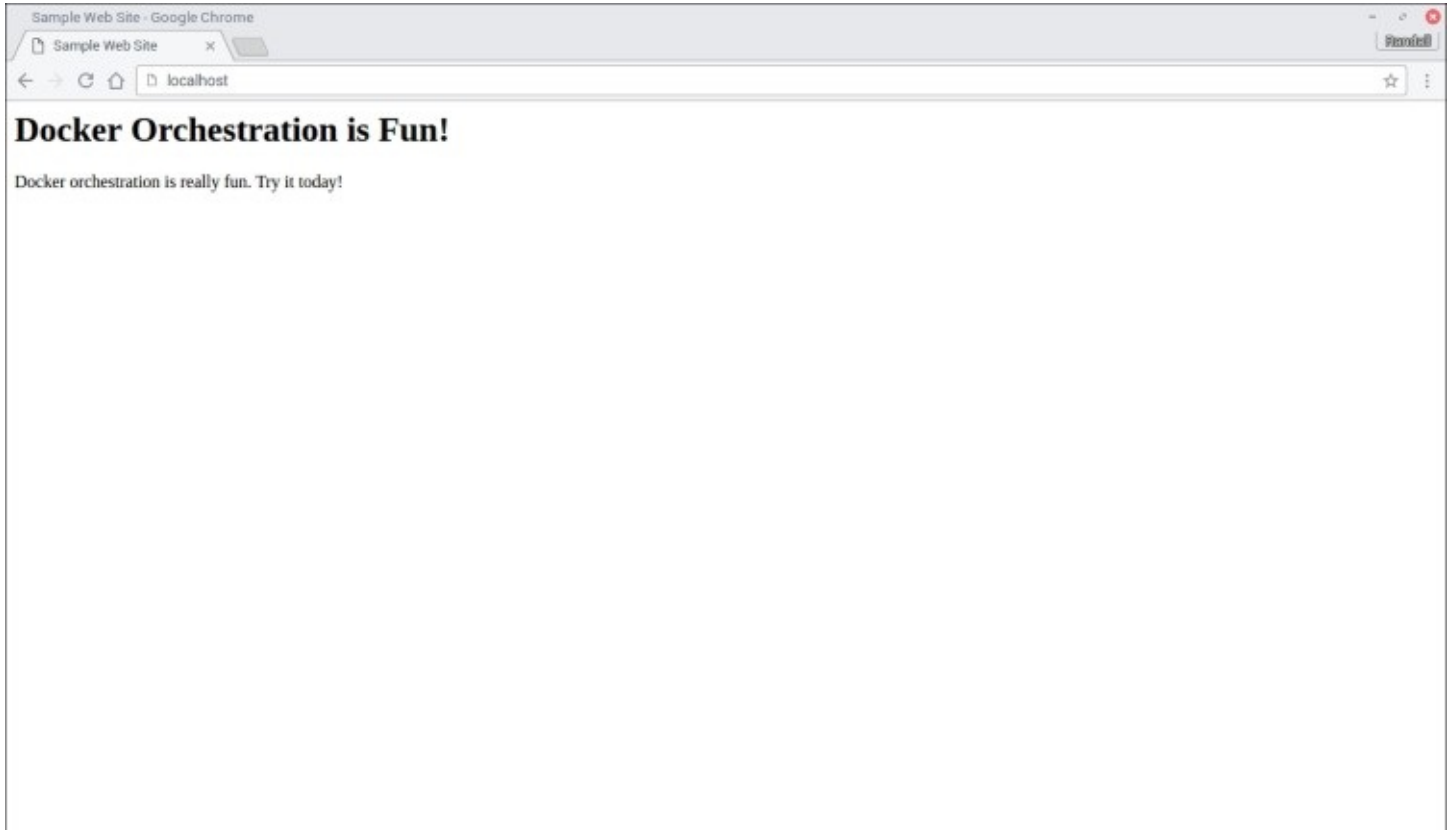 Sample Web Site - Google Chrome
Sample Web Site
localhost
Docker Orchestration is Fun!
Docker orchestration is really fun. Try it today!